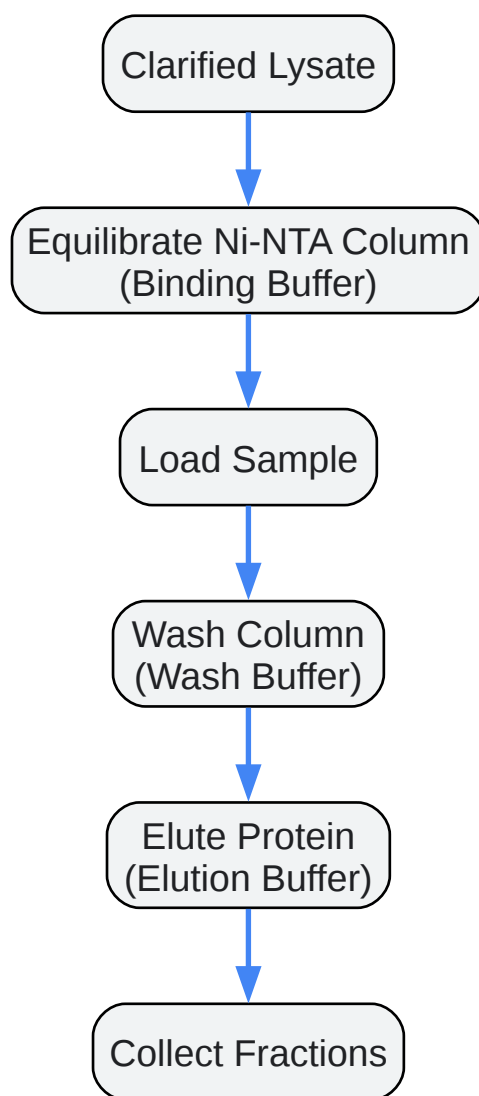 Clarified Lysate
Equilibrate Ni-NTA Column
(Binding Buffer)
Load Sample
Wash Column
(Wash Buffer)
Elute Protein
(Elution Buffer)
Collect Fractions